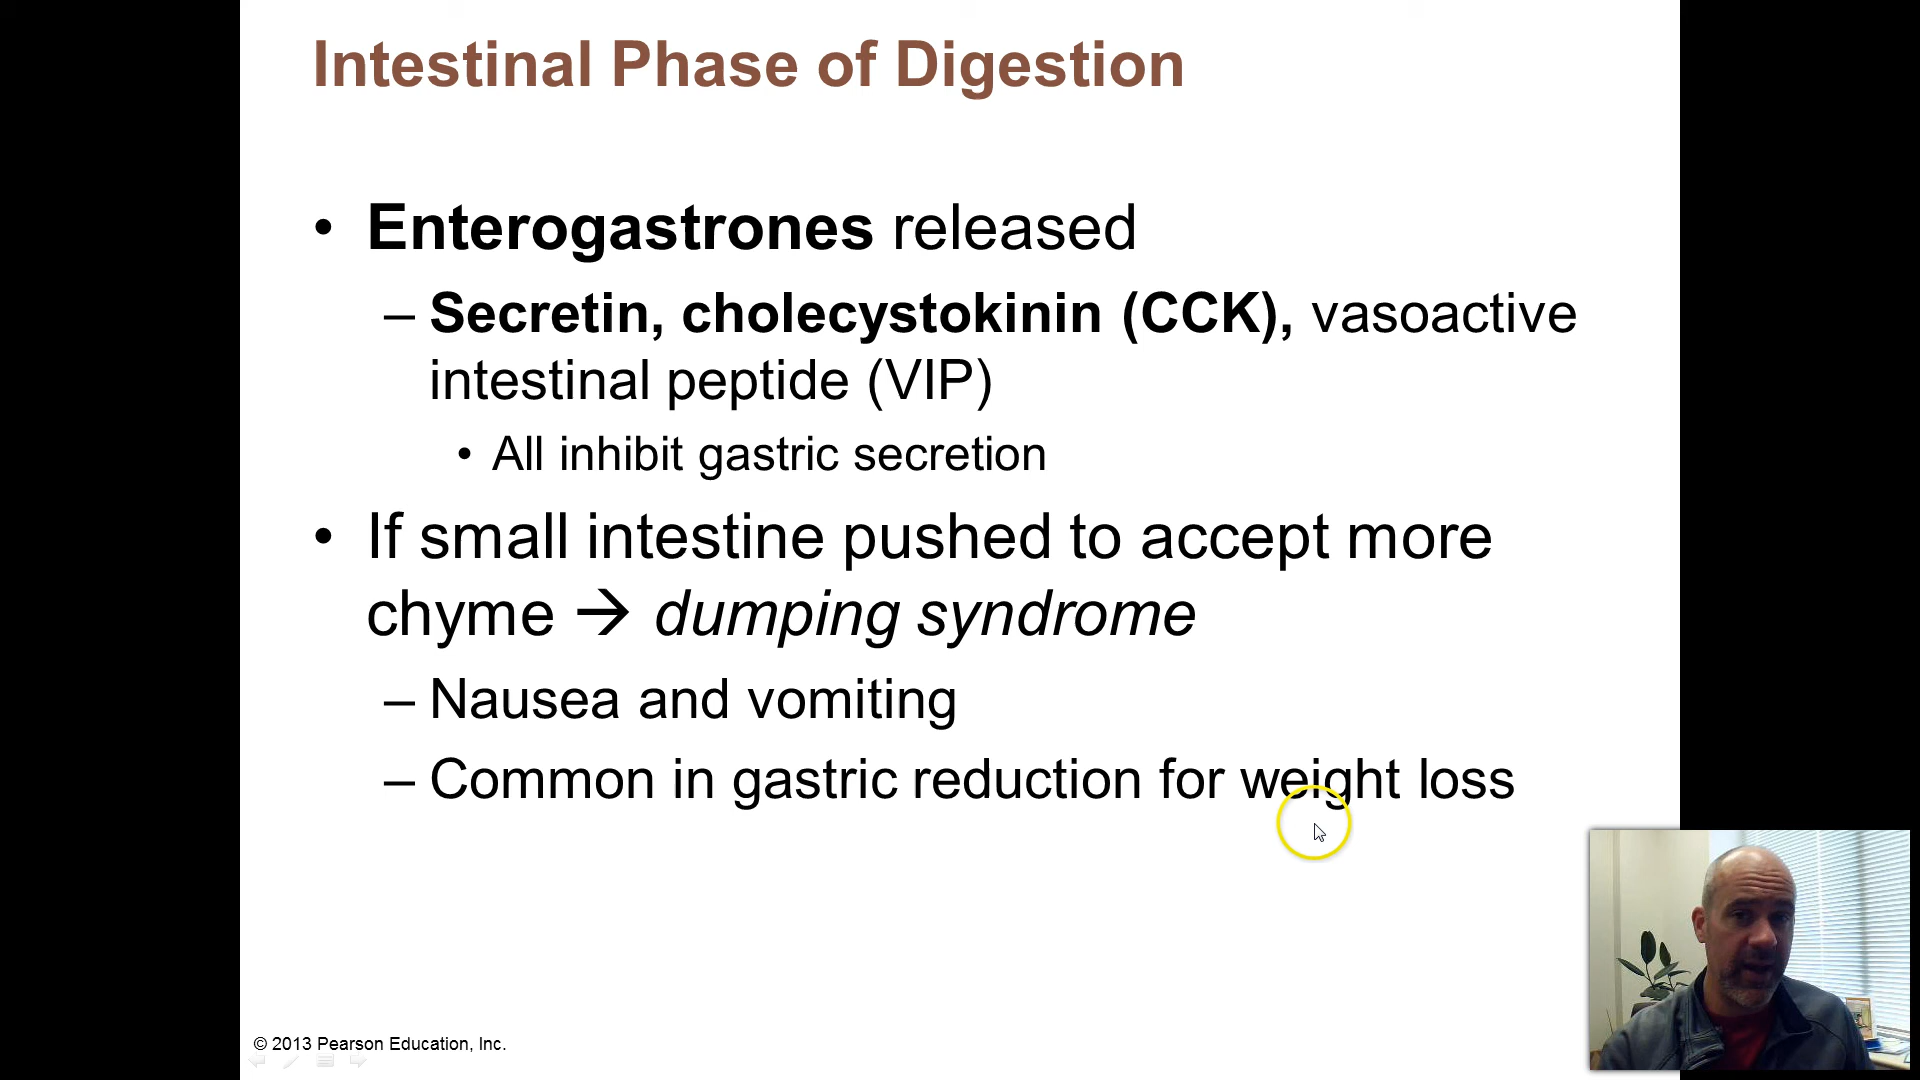 Intestinal Phase of Digestion
• Enterogastrones released
– Secretin, cholecystokinin (CCK), vasoactive
intestinal peptide (VIP)
• All inhibit gastric secretion
• If small intestine pushed to accept more
chyme → dumping syndrome
– Nausea and vomiting
– Common in gastric reduction for weight loss
© 2013 Pearson Education, Inc.